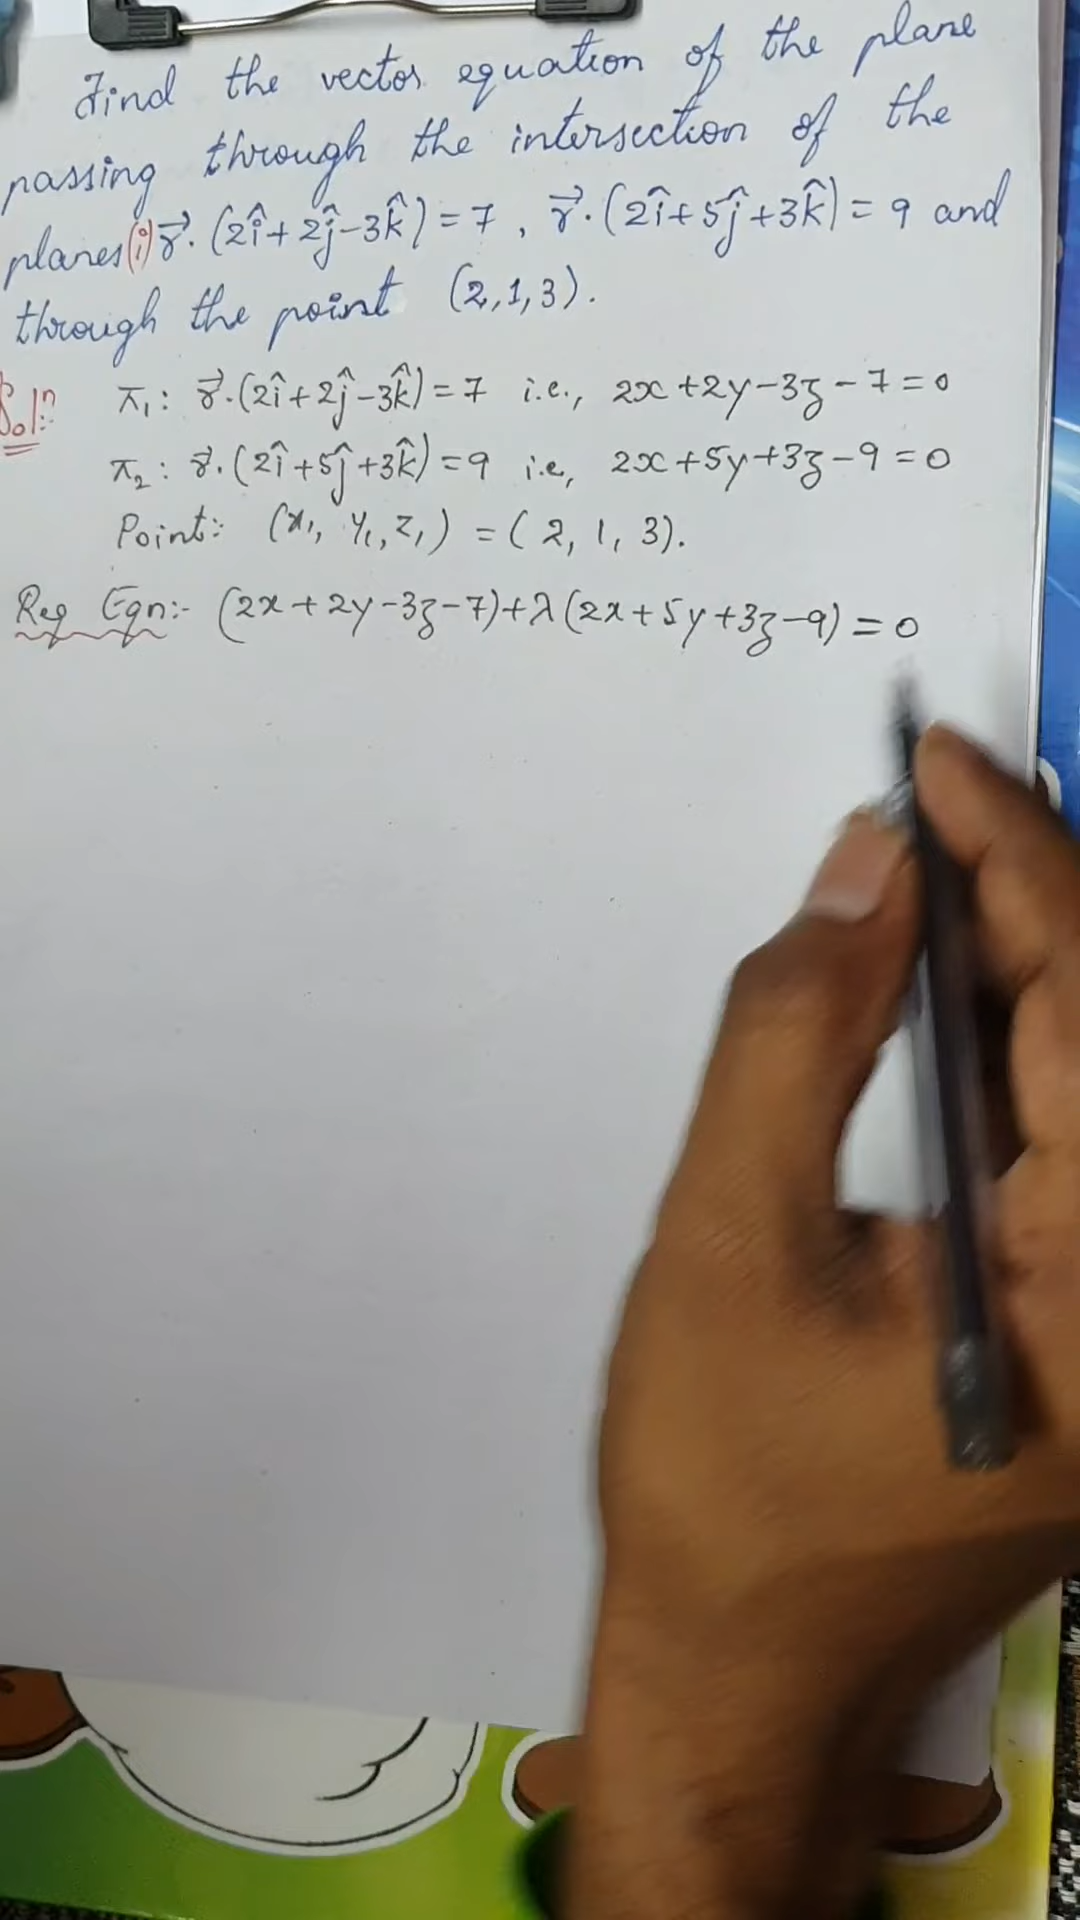 Find the vector equation of the plane
passing through the intersection of the
planes (i) r⃗.(2î+2ĵ-3k̂)=7, r⃗.(2î+5ĵ+3k̂)=9 and
through the point (2,1,3).
Solⁿ: π₁: r⃗.(2î+2ĵ-3k̂)=7 i.e., 2x+2y-3z-7=0
π₂: r⃗.(2î+5ĵ+3k̂)=9 i.e, 2x+5y+3z-9=0
Point:- (x₁, y₁, z₁) = (2, 1, 3).
Req Eqn:- (2x+2y-3z-7)+λ(2x+5y+3z-9)=0